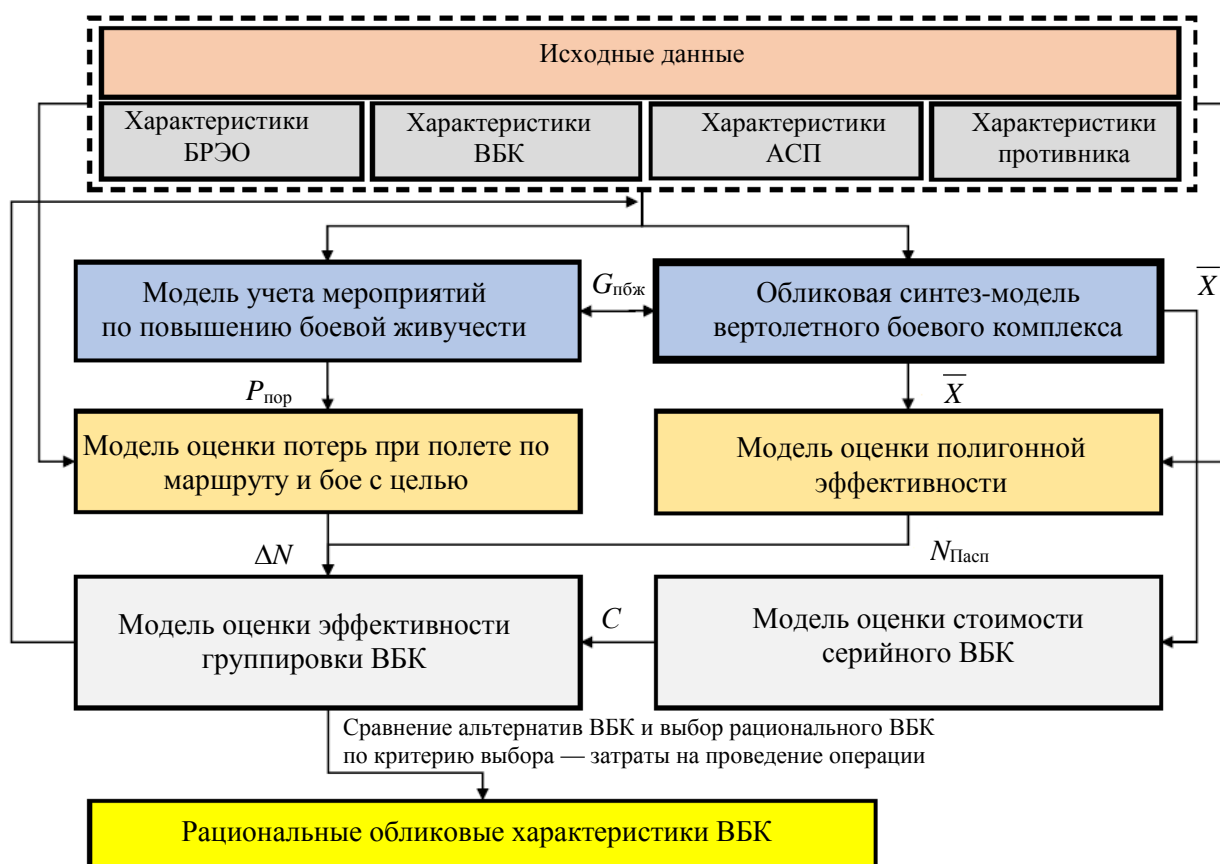 Исходные данные
Характеристики
БРЭО
Характеристики
ВБК
Характеристики
АСП
Характеристики
противника
Модель учета мероприятий
по повышению боевой живучести
Gпбж
Обликовая синтез-модель
вертолетного боевого комплекса
X
Pпор
X
Модель оценки потерь при полете по
маршруту и бое с целью
Модель оценки полигонной
эффективности
ΔN
NПасп
Модель оценки эффективности
группировки ВБК
C
Модель оценки стоимости
серийного ВБК
Сравнение альтернатив ВБК и выбор рационального ВБК
по критерию выбора — затраты на проведение операции
Рациональные обликовые характеристики ВБК